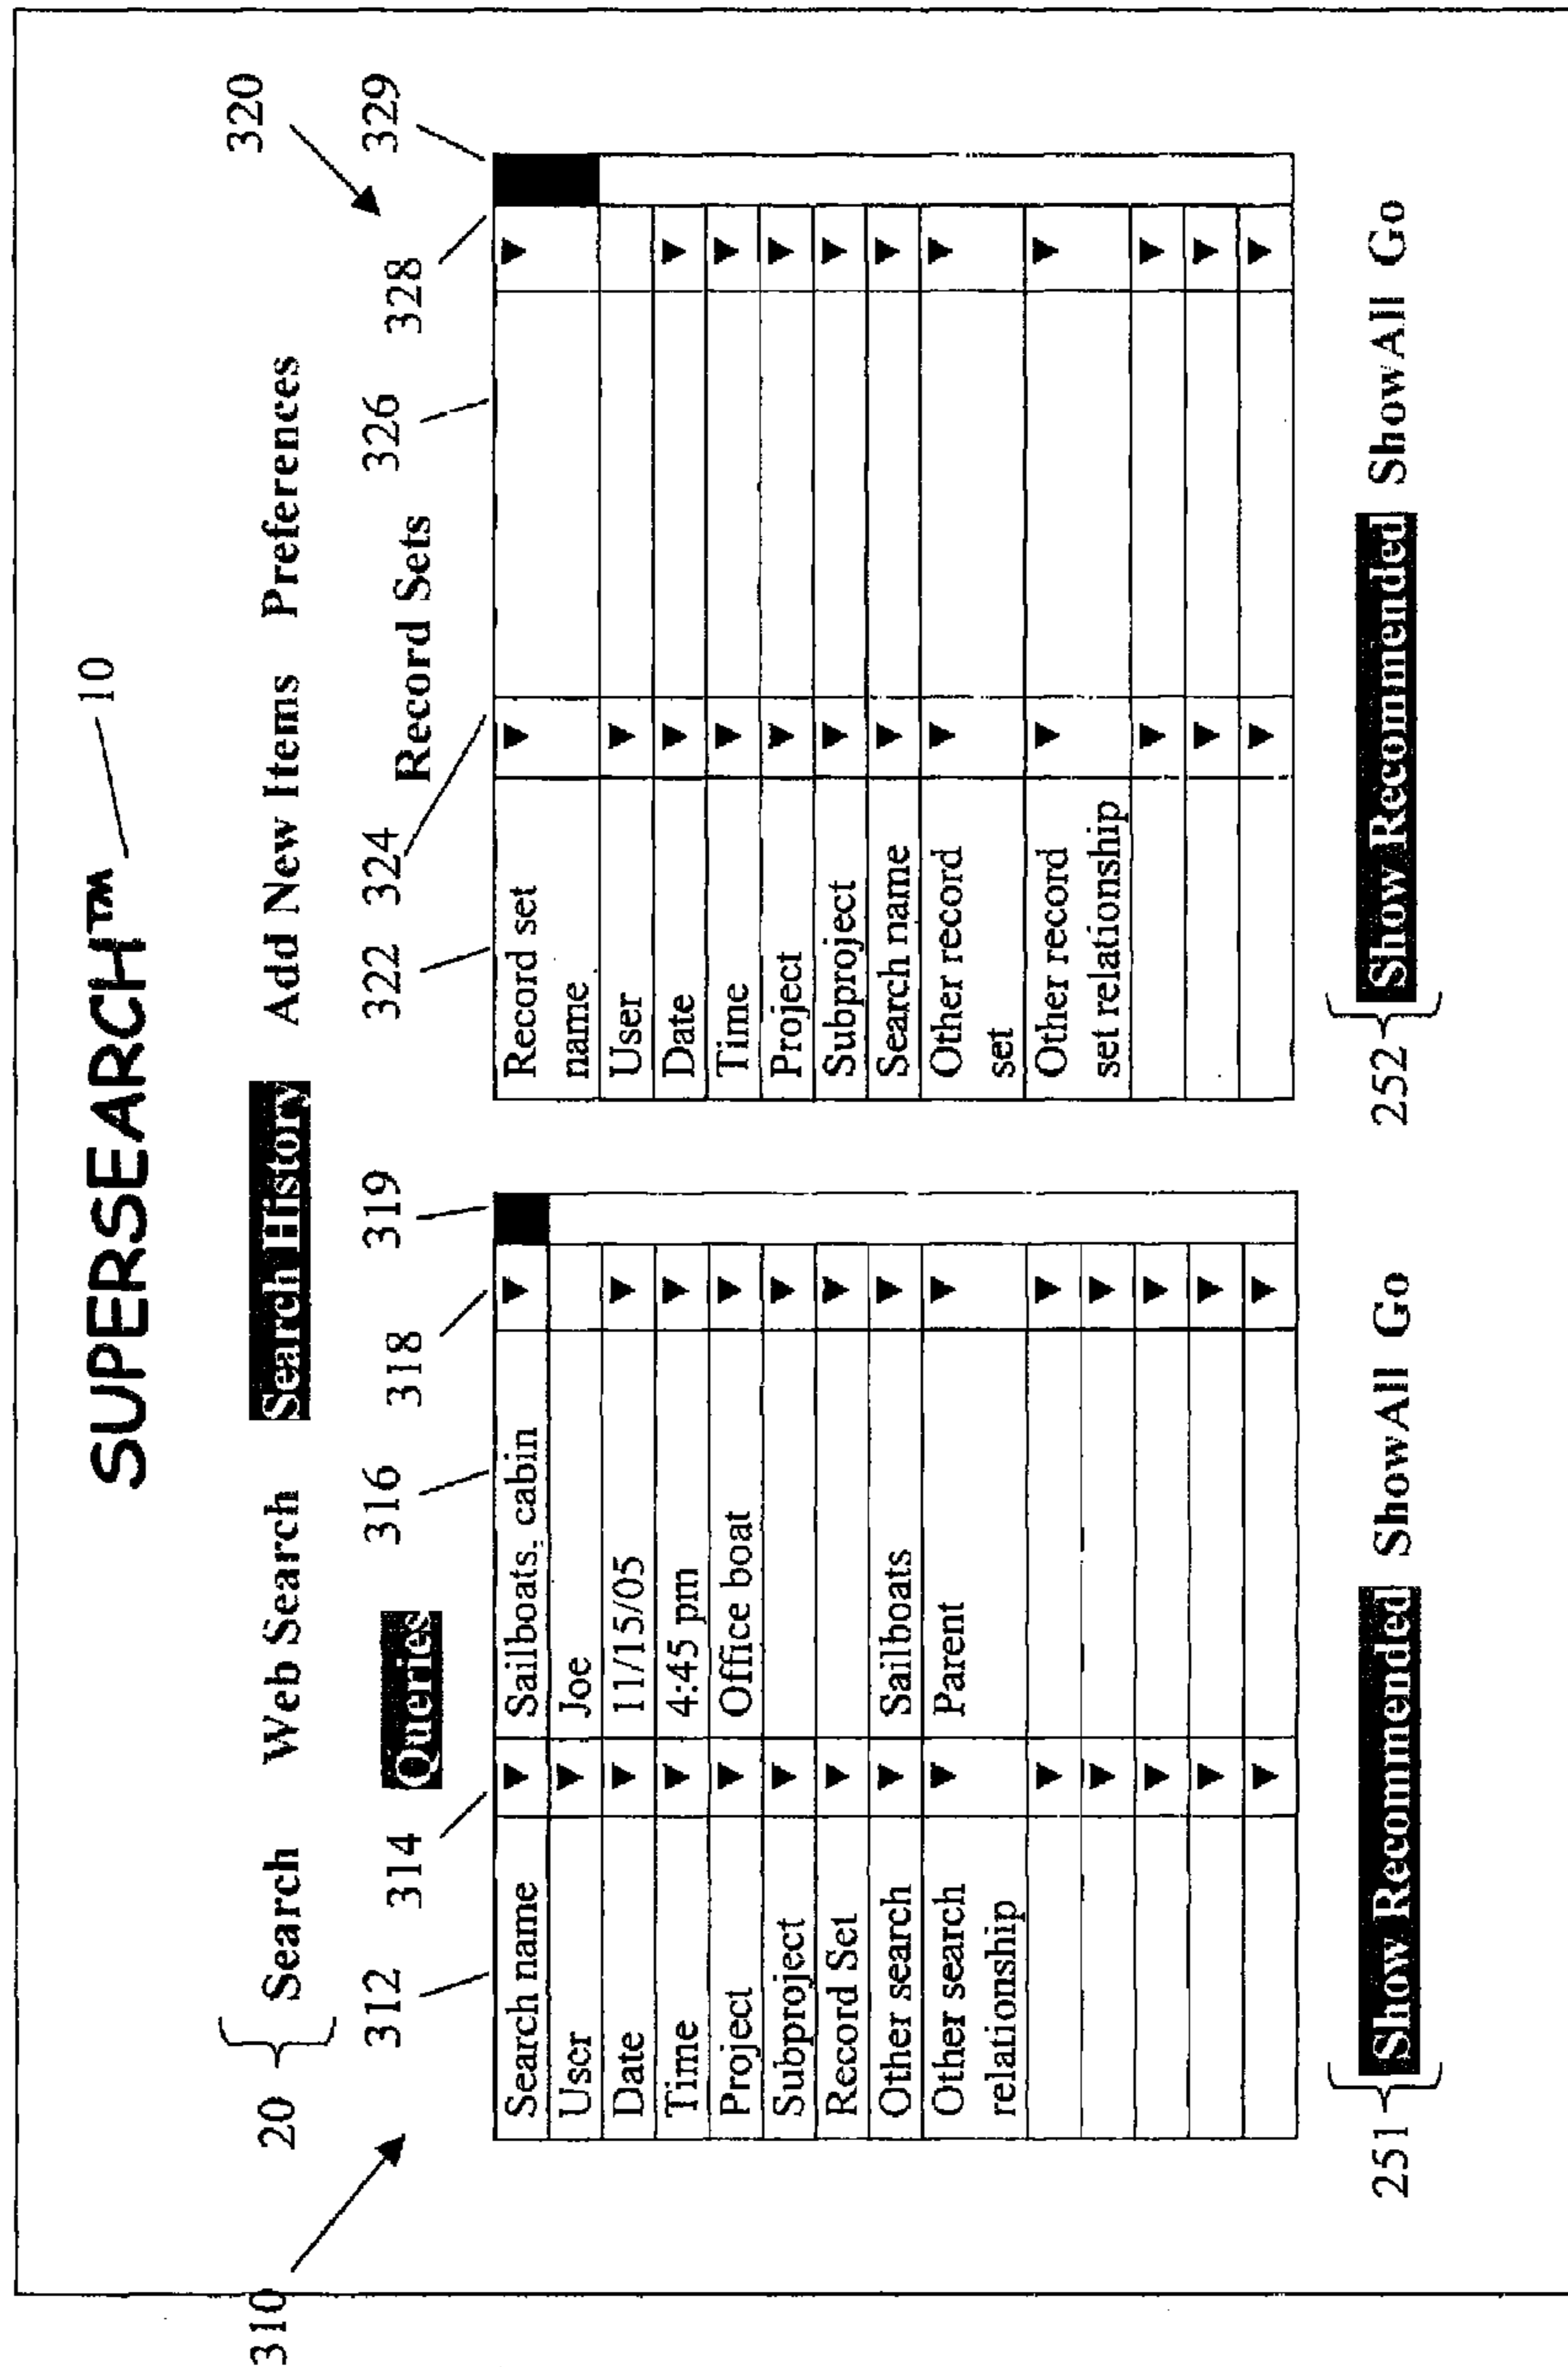 SUPERSEARCH™ 10
20 Search Web Search Search History Add New Items Preferences
310
320
312 314 Queries 316 318 319
322 324 Record Sets 326 328 329
Search name ▼ Sailboats, cabin ▼
User ▼ Joe
Date ▼ 11/15/05 ▼
Time ▼ 4:45 pm ▼
Project ▼ Office boat ▼
Subproject ▼ ▼
Record Set ▼ ▼
Other search ▼ Sailboats ▼
Other search ▼ Parent ▼
relationship
Record set ▼ ▼
name
User ▼
Date ▼ ▼
Time ▼ ▼
Project ▼ ▼
Subproject ▼ ▼
Search name ▼ ▼
Other record ▼ ▼
set
Other record ▼ ▼
set relationship
251 Show Recommended ShowAll Go
252 Show Recommended ShowAll Go